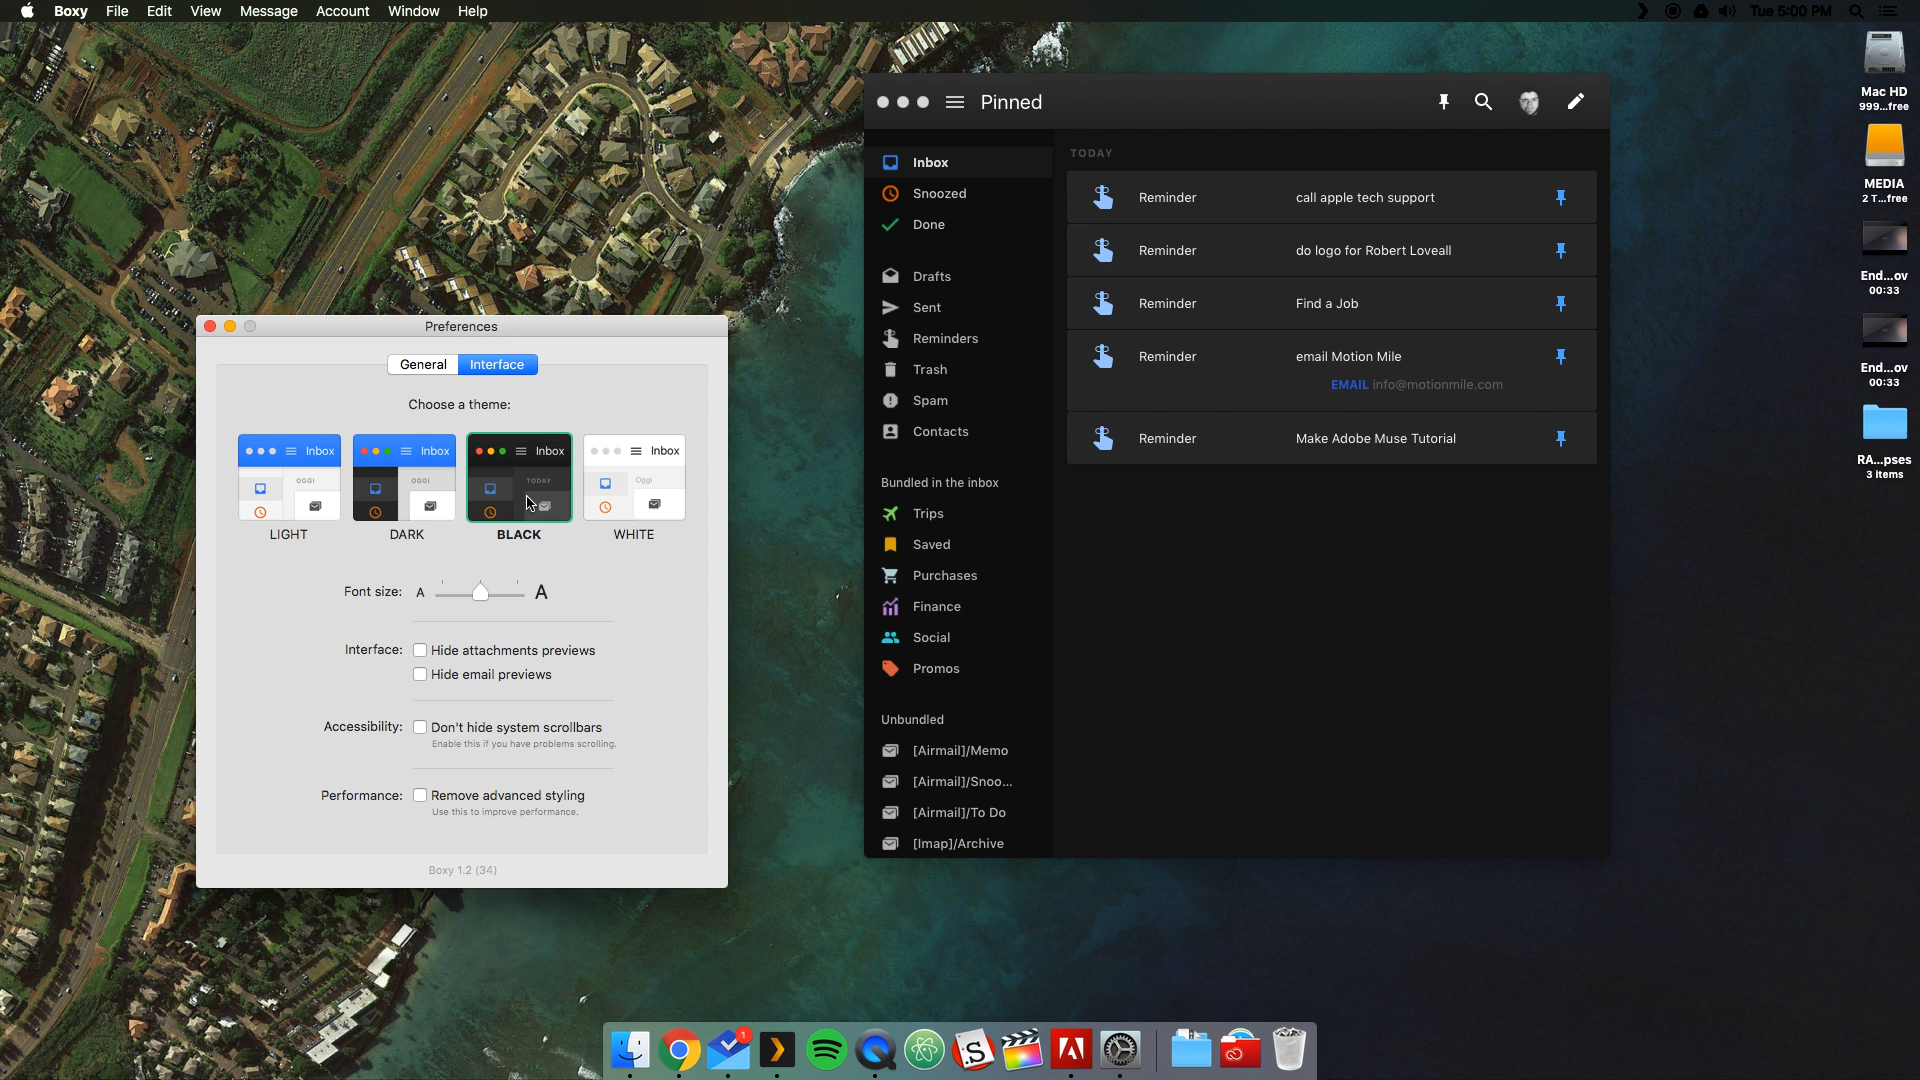 Boxy File Edit View Message Account Window Help
Tue 5:00 PM
Mac HD
999...free
MEDIA
2 T...free
End...ov
00:33
End...ov
00:33
RA...pses
3 items
Pinned
Inbox
Snoozed
Done
Drafts
Sent
Reminders
Trash
Spam
Contacts
Bundled in the inbox
Trips
Saved
Purchases
Finance
Social
Promos
Unbundled
[Airmail]/Memo
[Airmail]/Snoo...
[Airmail]/To Do
[Imap]/Archive
TODAY
Reminder call apple tech support
Reminder do logo for Robert Loveall
Reminder Find a Job
Reminder email Motion Mile
EMAIL info@motionmile.com
Reminder Make Adobe Muse Tutorial
Preferences
General Interface
Choose a theme:
Inbox Inbox Inbox Inbox
OGGI OGGI TODAY Oggi
LIGHT DARK BLACK WHITE
Font size: A A
Interface: Hide attachments previews
Hide email previews
Accessibility: Don't hide system scrollbars
Enable this if you have problems scrolling.
Performance: Remove advanced styling
Use this to improve performance.
Boxy 1.2 (34)
1